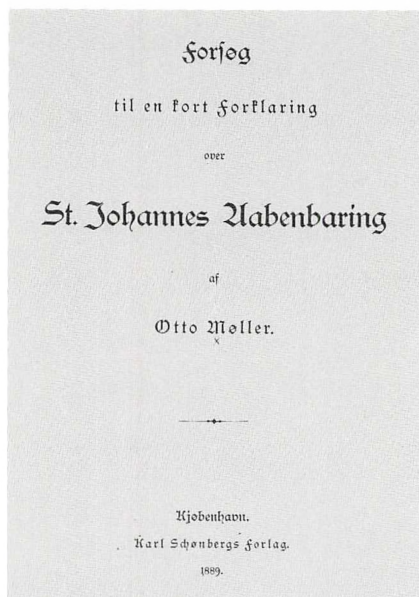 Forsøg
til en kort Forklaring
over
St. Johannes Aabenbaring
af
Otto Møller.
Kjøbenhavn.
Karl Schønbergs Forlag.
1889.